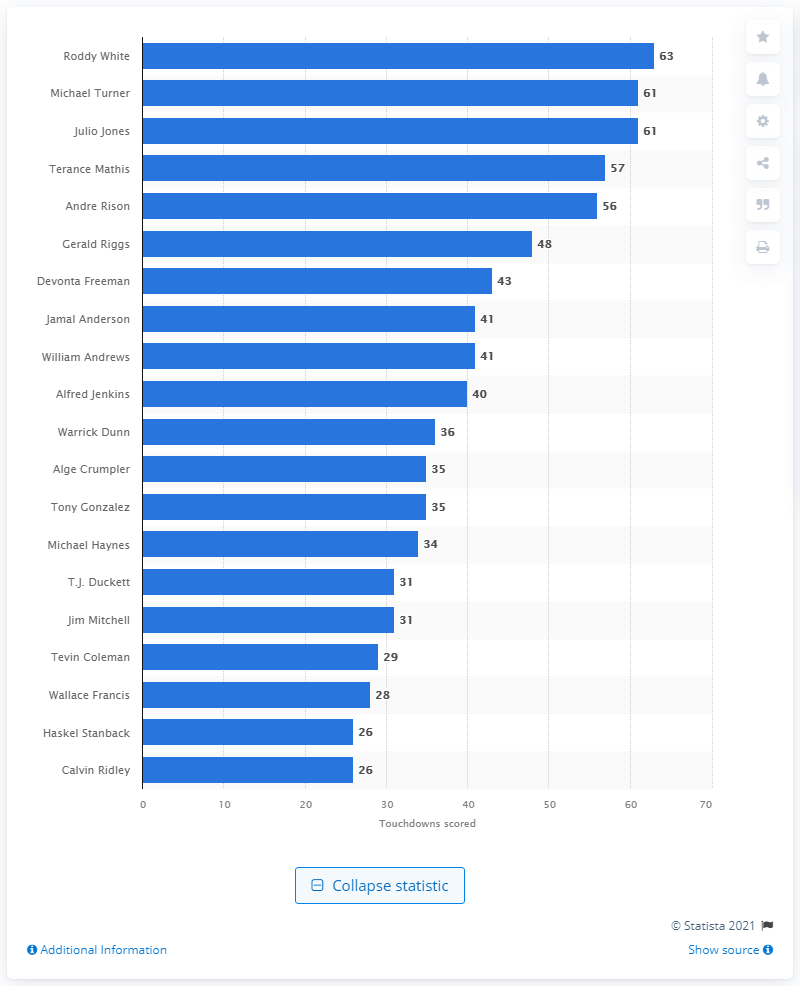 Roddy White 63
Michael Turner 61
Julio Jones 61
Terance Mathis 57
Andre Rison 56
Gerald Riggs 48
Devonta Freeman 43
Jamal Anderson 41
William Andrews 41
Alfred Jenkins 40
Warrick Dunn 36
Alge Crumpler 35
Tony Gonzalez 35
Michael Haynes 34
T.J. Duckett 31
Jim Mitchell 31
Tevin Coleman 29
Wallace Francis 28
Haskel Stanback 26
Calvin Ridley 26
0 10 20 30 40 50 60 70
Touchdowns scored
Collapse statistic
© Statista 2021
Additional Information
Show source